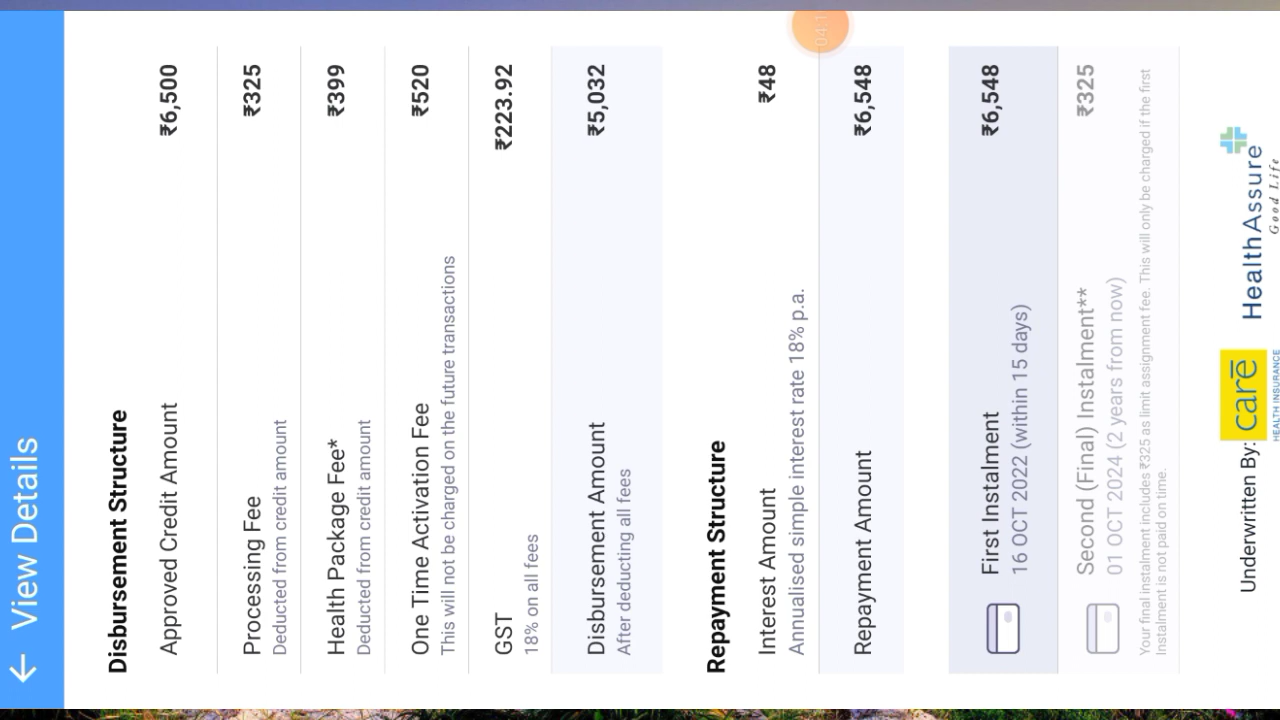 ← View Details
Disbursement Structure
Approved Credit Amount ₹6,500
Processing Fee ₹325
Deducted from credit amount
Health Package Fee* ₹399
Deducted from credit amount
One Time Activation Fee ₹520
This will not be charged on the future transactions
GST ₹223.92
18% on all fees
Disbursement Amount ₹5,032
After deducting all fees
Repayment Structure
Interest Amount ₹48
Annualised simple interest rate 18% p.a.
04:1
Repayment Amount ₹6,548
First Instalment ₹6,548
16 OCT 2022 (within 15 days)
Second (Final) Instalment** ₹325
01 OCT 2024 (2 years from now)
Your final instalment includes ₹325 as limit assignment fee. This will only be charged if the first
Instalment is not paid on time.
Underwritten By: care HealthAssure
HEALTH INSURANCE Good Life